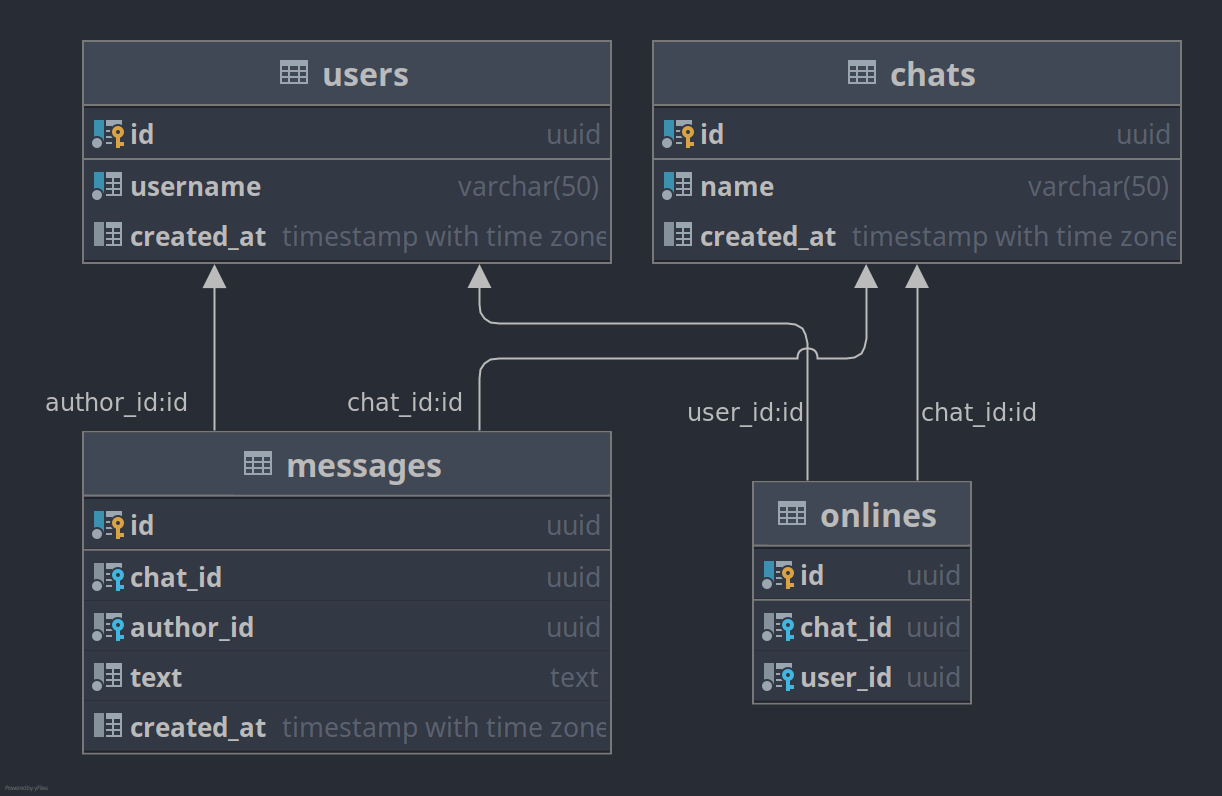 users
id uuid
username varchar(50)
created_at timestamp with time zone
chats
id uuid
name varchar(50)
created_at timestamp with time zone
author_id:id
chat_id:id
user_id:id
chat_id:id
messages
id uuid
chat_id uuid
author_id uuid
text text
created_at timestamp with time zone
onlines
id uuid
chat_id uuid
user_id uuid
Powered by yFiles